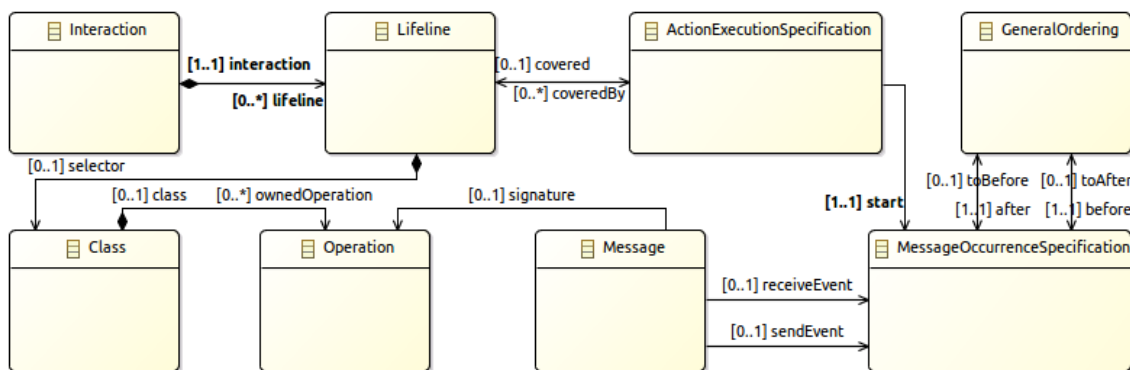 Interaction
Lifeline
ActionExecutionSpecification
GeneralOrdering
[1..1] interaction
[0..*] lifeline
[0..1] covered
[0..*] coveredBy
[0..1] selector
[0..1] class
[0..*] ownedOperation
[0..1] signature
[1..1] start
[0..1] toBefore
[0..1] toAfter
[1..1] after
[1..1] before
Class
Operation
Message
MessageOccurrenceSpecification
[0..1] receiveEvent
[0..1] sendEvent